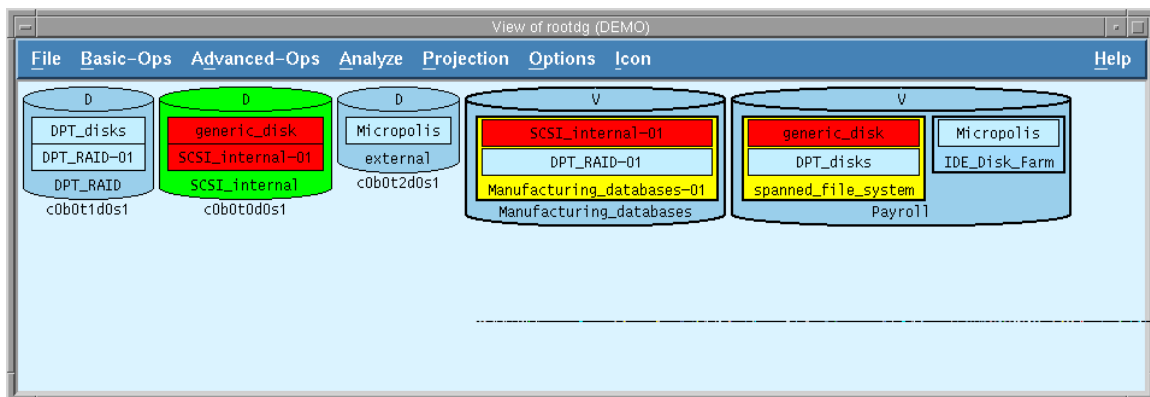 View of rootdg (DEMO)
File Basic-Ops Advanced-Ops Analyze Projection Options Icon Help
D
DPT_disks
DPT_RAID-01
DPT_RAID
c0b0t1d0s1
D
generic_disk
SCSI_internal-01
SCSI_internal
c0b0t0d0s1
D
Micropolis
external
c0b0t2d0s1
V
SCSI_internal-01
DPT_RAID-01
Manufacturing_databases-01
Manufacturing_databases
V
generic_disk
DPT_disks
spanned_file_system
Micropolis
IDE_Disk_Farm
Payroll